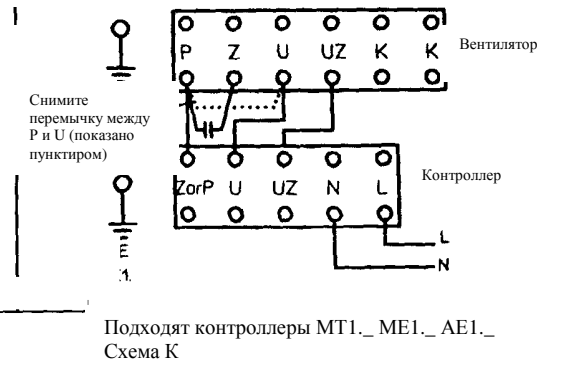 P Z U UZ K K
Вентилятор
Снимите
перемычку между
P и U (показано
пунктиром)
Контроллер
ZorP U UZ N L
L
N
Подходят контроллеры MT1._ ME1._ AE1._
Схема К